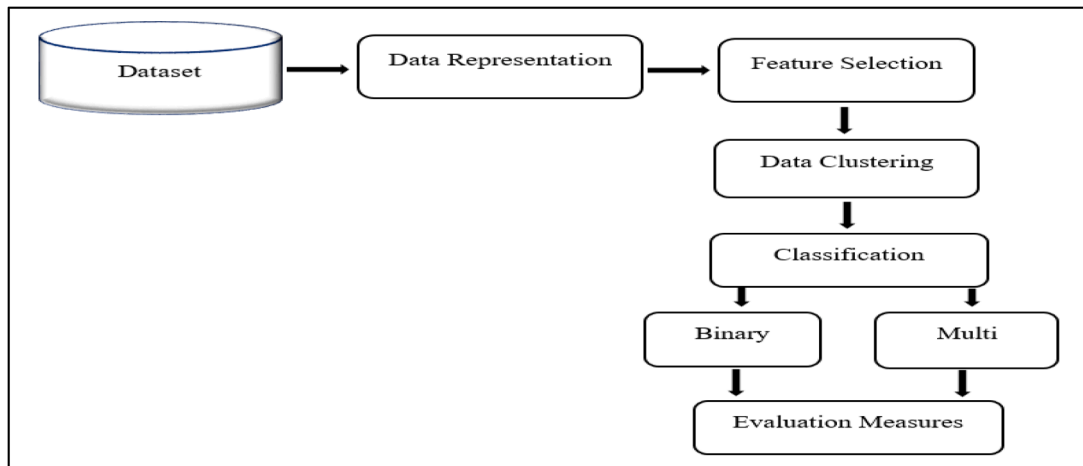 Dataset
Data Representation
Feature Selection
Data Clustering
Classification
Binary
Multi
Evaluation Measures